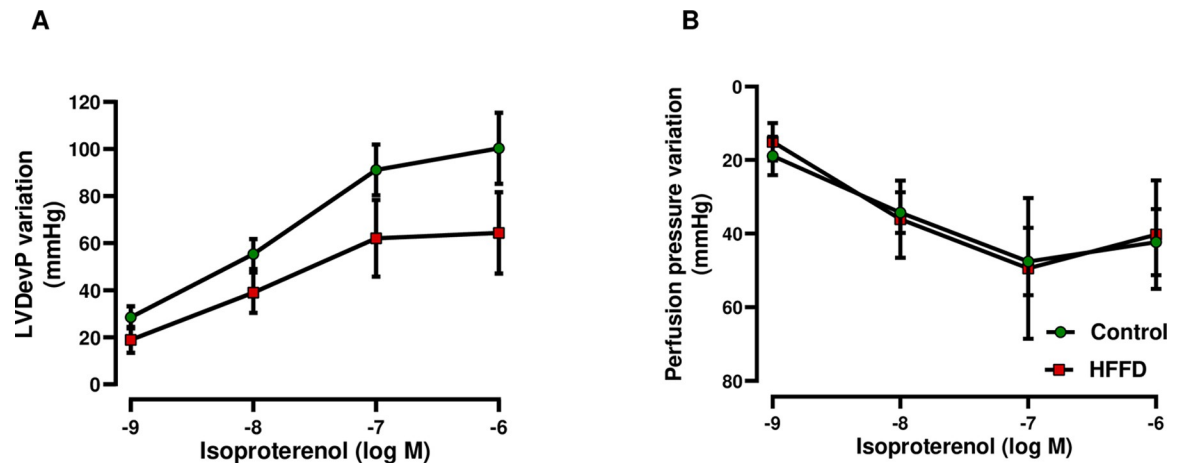 A
LVDevP variation
(mmHg)
120
100
80
60
40
20
0
-9
-8
-7
-6
Isoproterenol (log M)
B
Perfusion pressure variation
(mmHg)
0
20
40
60
80
-9
-8
-7
-6
Isoproterenol (log M)
Control
HFFD